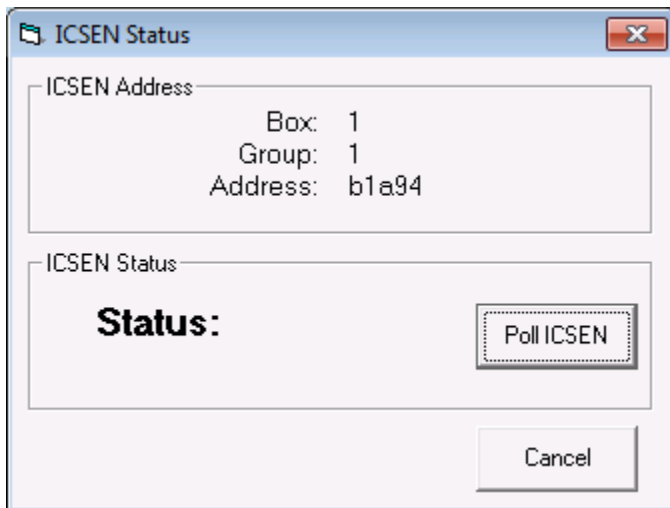 ICSEN Status
ICSEN Address
Box: 1
Group: 1
Address: b1a94
ICSEN Status
Status:
Poll ICSEN
Cancel